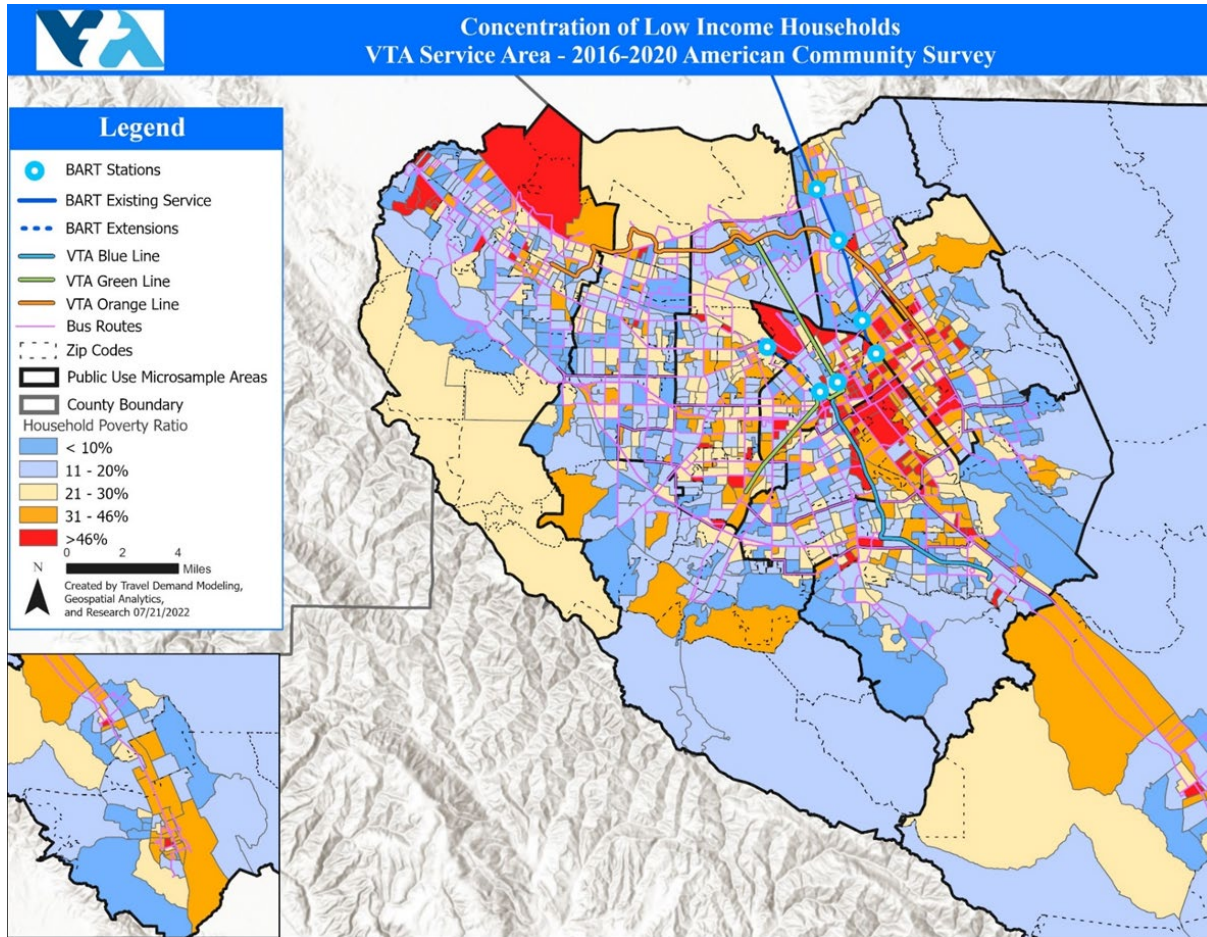 VTA
Concentration of Low Income Households
VTA Service Area - 2016-2020 American Community Survey
Legend
BART Stations
BART Existing Service
BART Extensions
VTA Blue Line
VTA Green Line
VTA Orange Line
Bus Routes
Zip Codes
Public Use Microsample Areas
County Boundary
Household Poverty Ratio
< 10%
11 - 20%
21 - 30%
31 - 46%
>46%
N
0 2 4
Miles
Created by Travel Demand Modeling,
Geospatial Analytics,
and Research 07/21/2022